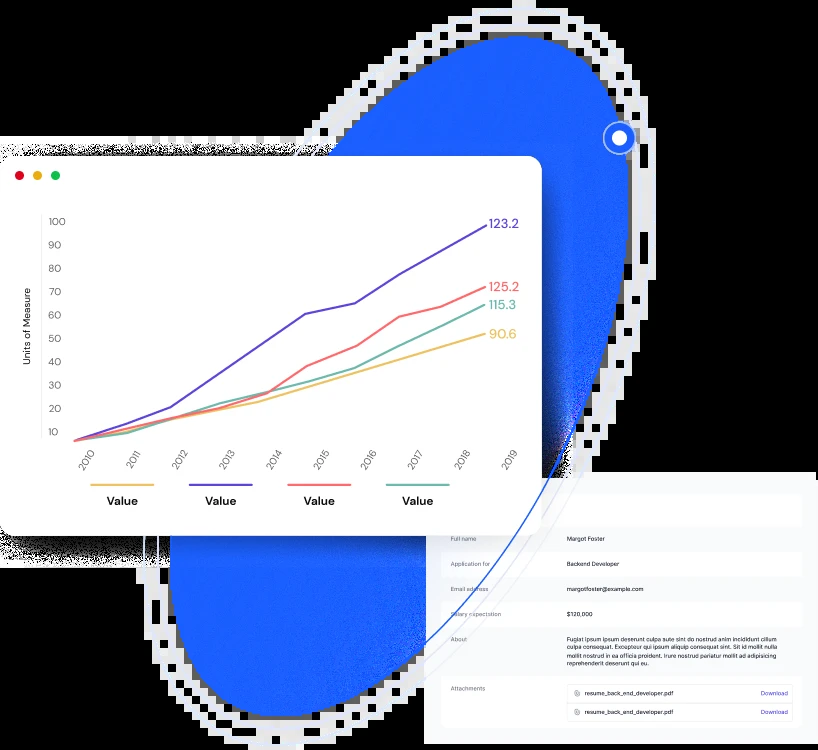 100
90
80
70
60
50
40
30
20
10
Units of Measure
123.2
125.2
115.3
90.6
2010
2011
2012
2013
2014
2015
2016
2017
2018
2019
Value
Value
Value
Value
Full name
Margot Foster
Application for
Backend Developer
Email
margotfoster@example.com
Salary expectation
$120,000
About
Fugiat ipsum ipsum deserunt culpa aute sint do nostrud anim incididunt cillum
culpa consequat. Excepteur qui ipsum aliquip consequat sint. Sit id mollit nulla
mollit nostrud in ea officia proident. Irure nostrud pariatur mollit ad adipisicing
reprehenderit deserunt qui eu.
Attachments
resume_back_end_developer.pdf
Download
resume_back_end_developer.pdf
Download